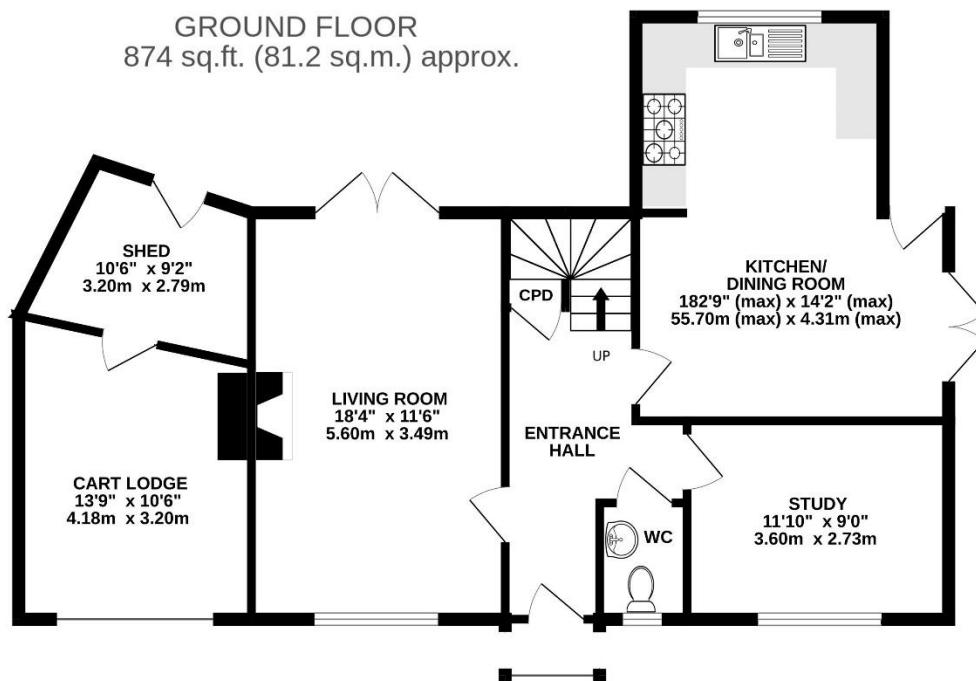 GROUND FLOOR
874 sq.ft. (81.2 sq.m.) approx.
SHED
10'6" x 9'2"
3.20m x 2.79m
CPD
UP
KITCHEN/
DINING ROOM
182'9" (max) x 14'2" (max)
55.70m (max) x 4.31m (max)
LIVING ROOM
18'4" x 11'6"
5.60m x 3.49m
ENTRANCE
HALL
CART LODGE
13'9" x 10'6"
4.18m x 3.20m
WC
STUDY
11'10" x 9'0"
3.60m x 2.73m